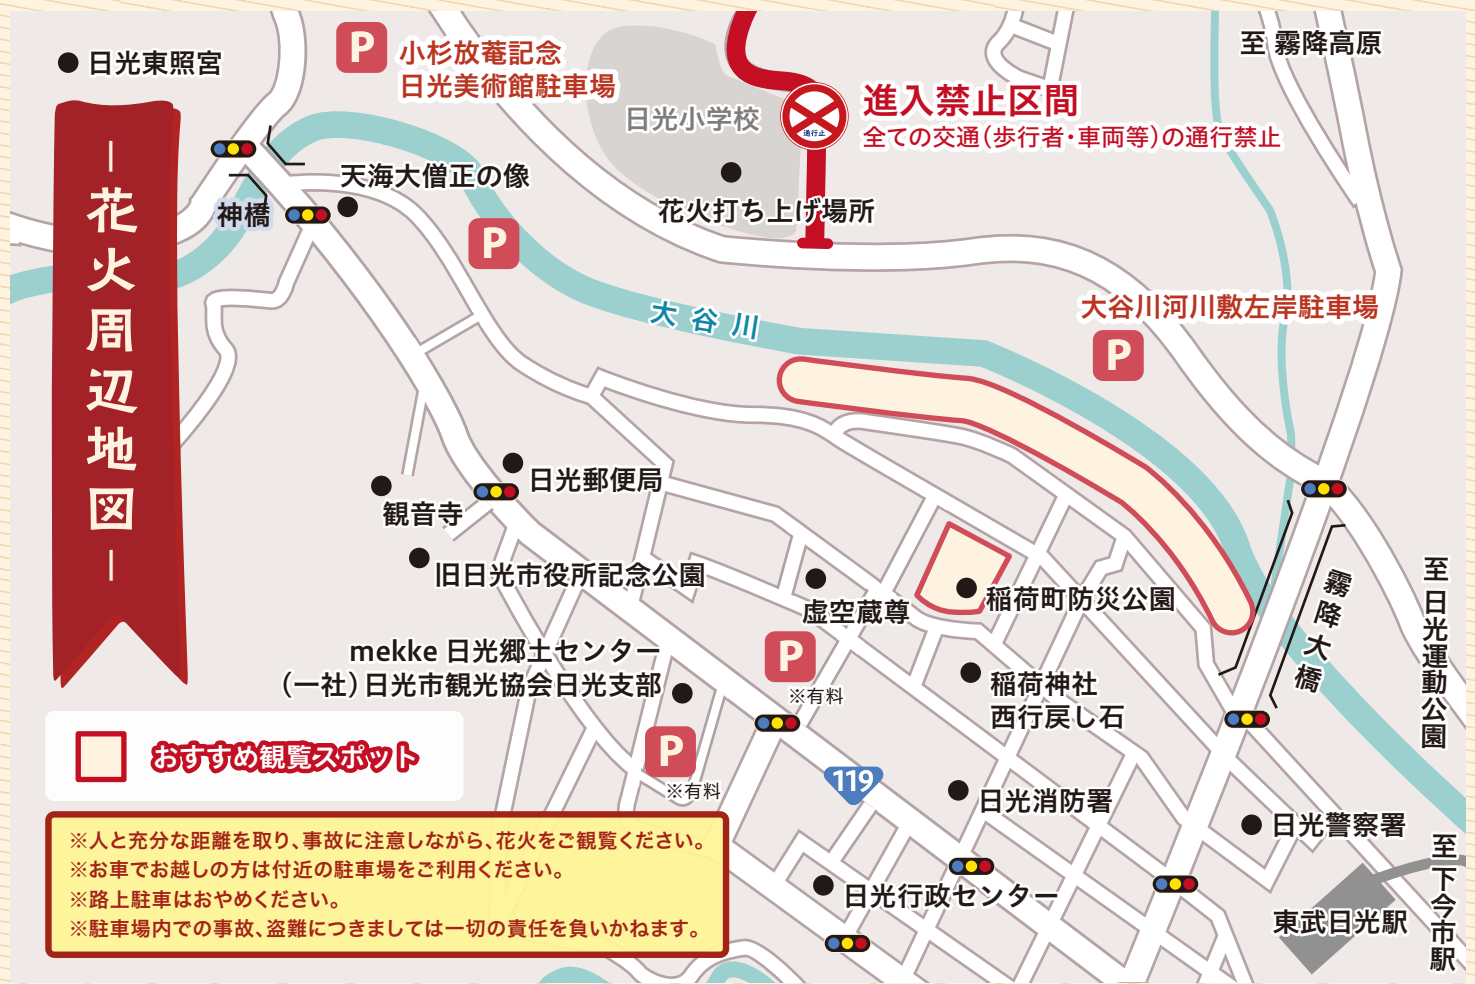 日光東照宮
P
小杉放菴記念
日光美術館駐車場
日光小学校
通行止
進入禁止区間
全ての交通（歩行者・車両等）の通行禁止
至 霧降高原
花火周辺地図
天海大僧正の像
神橋
花火打ち上げ場所
P
大谷川
大谷川河川敷左岸駐車場
P
日光郵便局
観音寺
旧日光市役所記念公園
虚空蔵尊
稲荷町防災公園
霧降大橋
至 日光運動公園
mekke 日光郷土センター
（一社）日光市観光協会日光支部
P
※有料
P
※有料
稲荷神社
西行戻し石
おすすめ観覧スポット
119
日光消防署
日光警察署
※人と充分な距離を取り、事故に注意しながら、花火をご観覧ください。
※お車でお越しの方は付近の駐車場をご利用ください。
※路上駐車はおやめください。
※駐車場内での事故、盗難につきましては一切の責任を負いかねます。
日光行政センター
東武日光駅
至 下今市駅